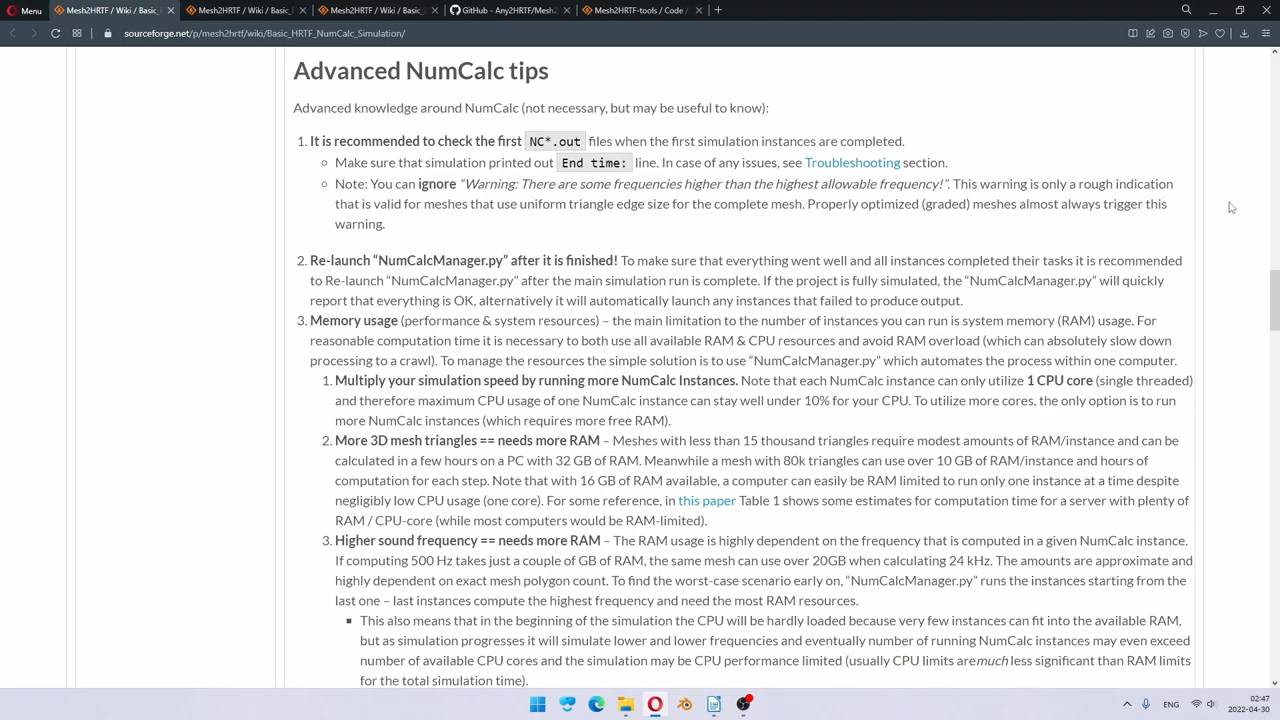 Menu
Mesh2HRTF / Wiki / Basic_H
Mesh2HRTF / Wiki / Basic_H
Mesh2HRTF / Wiki / Basic_H
GitHub - Any2HRTF/Mesh2
Mesh2HRTF-tools / Code /
sourceforge.net/p/mesh2hrtf/wiki/Basic_HRTF_NumCalc_Simulation/
Advanced NumCalc tips
Advanced knowledge around NumCalc (not necessary, but may be useful to know):
1. It is recommended to check the first NC*.out files when the first simulation instances are completed.
Make sure that simulation printed out End time: line. In case of any issues, see Troubleshooting section.
Note: You can ignore “Warning: There are some frequencies higher than the highest allowable frequency!”. This warning is only a rough indication
that is valid for meshes that use uniform triangle edge size for the complete mesh. Properly optimized (graded) meshes almost always trigger this
warning.
2. Re-launch “NumCalcManager.py” after it is finished! To make sure that everything went well and all instances completed their tasks it is recommended
to Re-launch “NumCalcManager.py” after the main simulation run is complete. If the project is fully simulated, the “NumCalcManager.py” will quickly
report that everything is OK, alternatively it will automatically launch any instances that failed to produce output.
3. Memory usage (performance & system resources) – the main limitation to the number of instances you can run is system memory (RAM) usage. For
reasonable computation time it is necessary to both use all available RAM & CPU resources and avoid RAM overload (which can absolutely slow down
processing to a crawl). To manage the resources the simple solution is to use “NumCalcManager.py” which automates the process within one computer.
1. Multiply your simulation speed by running more NumCalc Instances. Note that each NumCalc instance can only utilize 1 CPU core (single threaded)
and therefore maximum CPU usage of one NumCalc instance can stay well under 10% for your CPU. To utilize more cores, the only option is to run
more NumCalc instances (which requires more free RAM).
2. More 3D mesh triangles == needs more RAM – Meshes with less than 15 thousand triangles require modest amounts of RAM/instance and can be
calculated in a few hours on a PC with 32 GB of RAM. Meanwhile a mesh with 80k triangles can use over 10 GB of RAM/instance and hours of
computation for each step. Note that with 16 GB of RAM available, a computer can easily be RAM limited to run only one instance at a time despite
negligibly low CPU usage (one core). For some reference, in this paper Table 1 shows some estimates for computation time for a server with plenty of
RAM / CPU-core (while most computers would be RAM-limited).
3. Higher sound frequency == needs more RAM – The RAM usage is highly dependent on the frequency that is computed in a given NumCalc instance.
If computing 500 Hz takes just a couple of GB of RAM, the same mesh can use over 20GB when calculating 24 kHz. The amounts are approximate and
highly dependent on exact mesh polygon count. To find the worst-case scenario early on, “NumCalcManager.py” runs the instances starting from the
last one – last instances compute the highest frequency and need the most RAM resources.
This also means that in the beginning of the simulation the CPU will be hardly loaded because very few instances can fit into the available RAM,
but as simulation progresses it will simulate lower and lower frequencies and eventually number of running NumCalc instances may even exceed
number of available CPU cores and the simulation may be CPU performance limited (usually CPU limits are much less significant than RAM limits
for the total simulation time).
ENG
02:47
2022-04-30